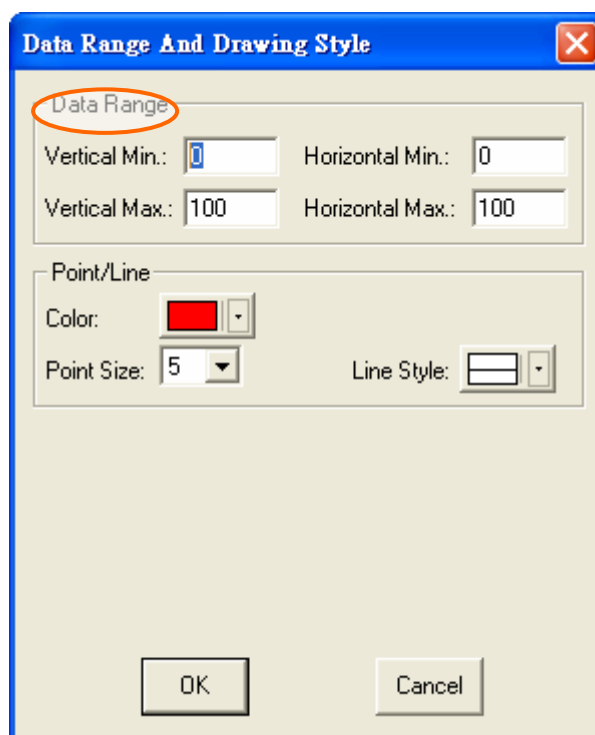 Data Range And Drawing Style
Data Range
Vertical Min.: 0 Horizontal Min.: 0
Vertical Max.: 100 Horizontal Max.: 100
Point/Line
Color:
Point Size: 5 Line Style:
OK Cancel